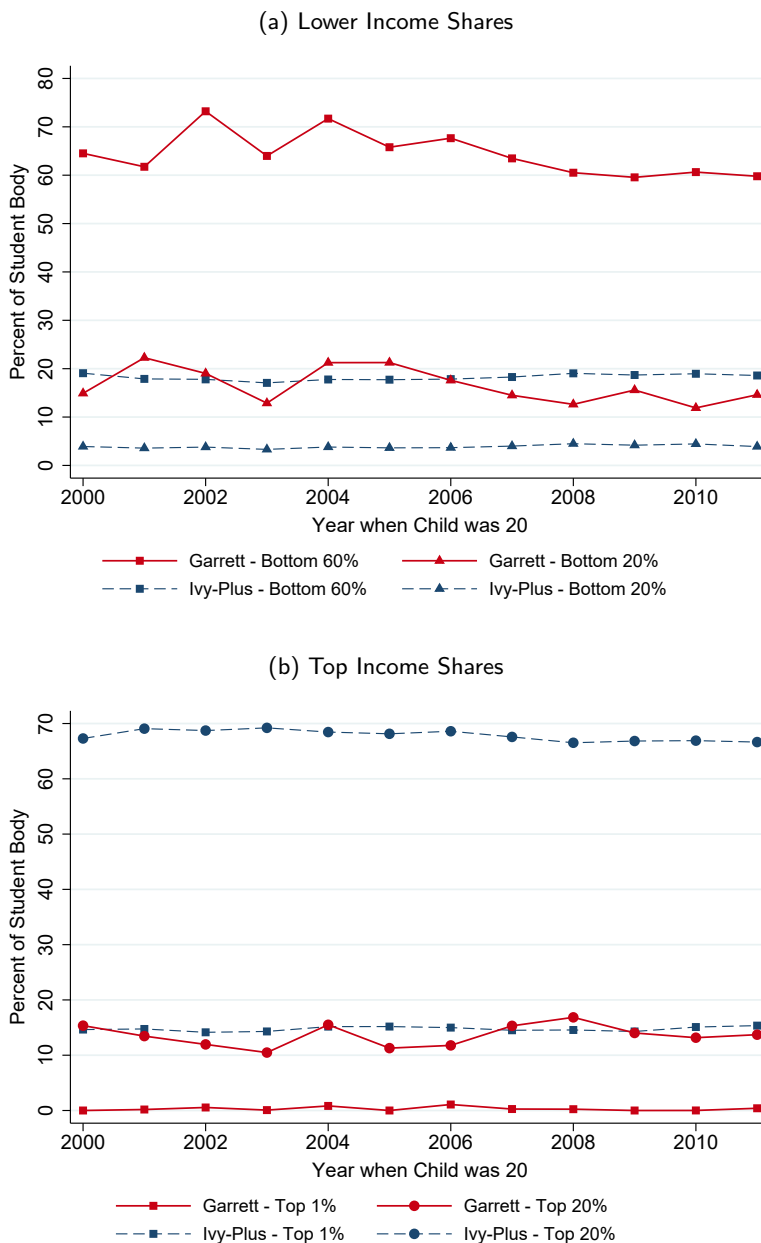 (a) Lower Income Shares
80
70
60
50
40
30
20
10
0
Percent of Student Body
2000 2002 2004 2006 2008 2010
Year when Child was 20
Garrett - Bottom 60% Garrett - Bottom 20%
Ivy-Plus - Bottom 60% Ivy-Plus - Bottom 20%
(b) Top Income Shares
70
60
50
40
30
20
10
0
Percent of Student Body
2000 2002 2004 2006 2008 2010
Year when Child was 20
Garrett - Top 1% Garrett - Top 20%
Ivy-Plus - Top 1% Ivy-Plus - Top 20%